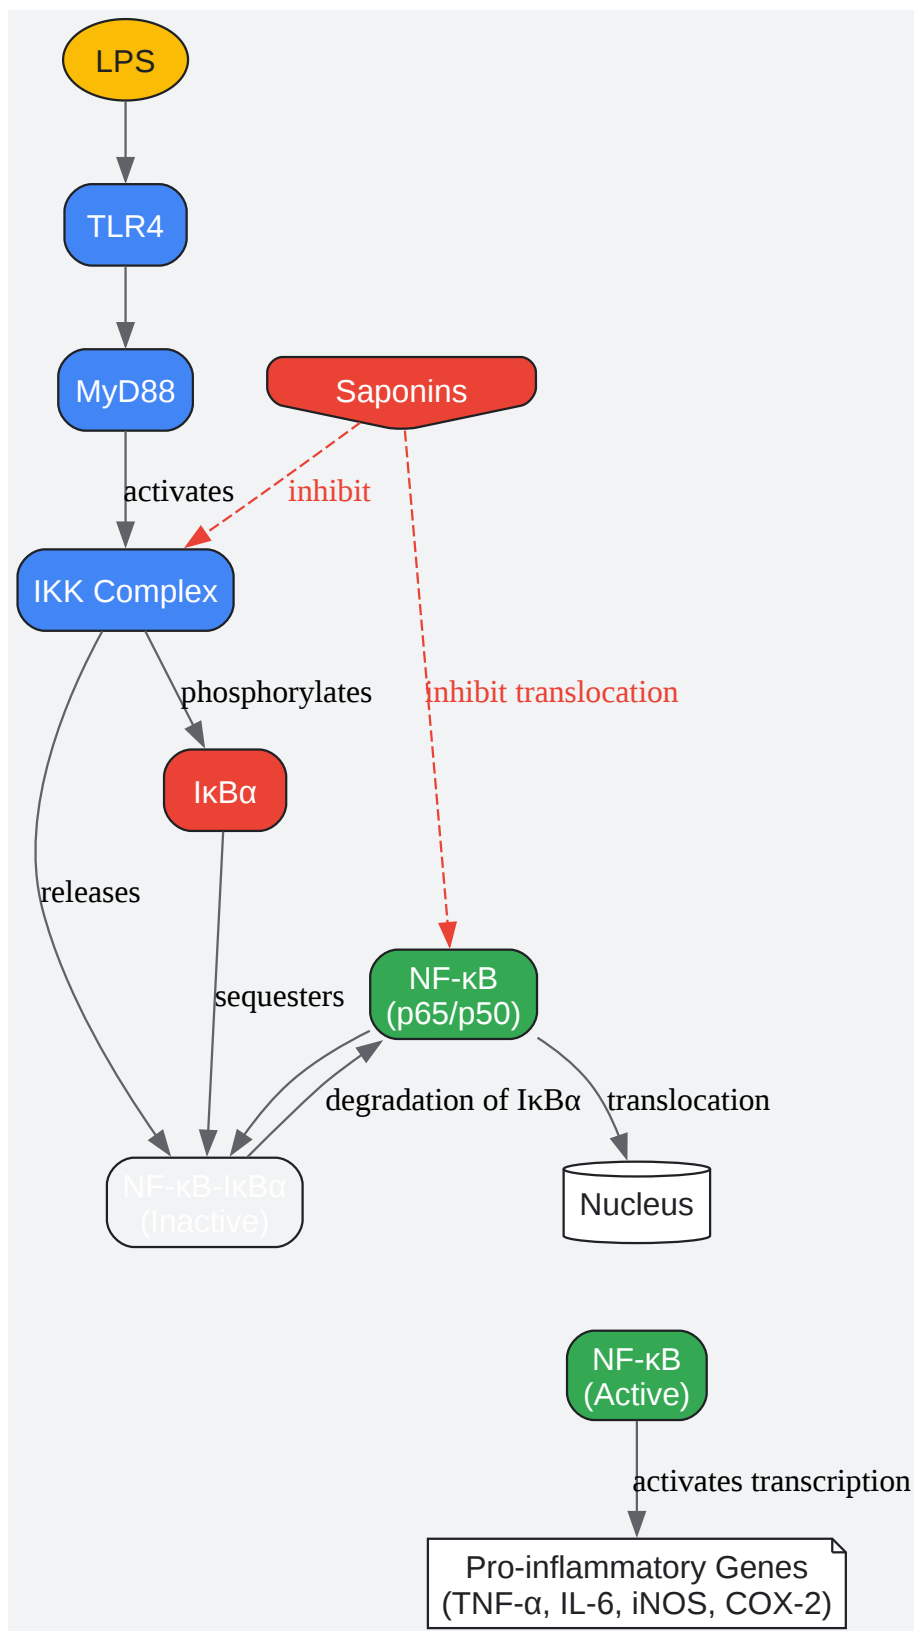 LPS
TLR4
MyD88
Saponins
activates
inhibit
IKK Complex
phosphorylates
inhibit translocation
IκBα
releases
sequesters
NF-κB
(p65/p50)
degradation of IκBα
translocation
NF-κB-IκBα
(Inactive)
Nucleus
NF-κB
(Active)
activates transcription
Pro-inflammatory Genes
(TNF-α, IL-6, iNOS, COX-2)